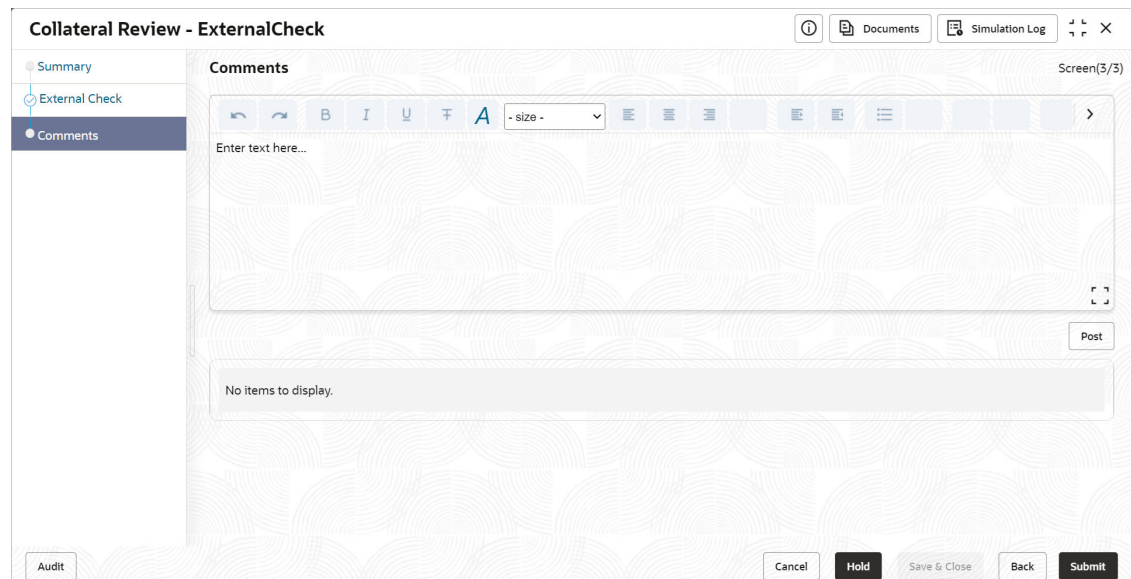 Collateral Review - ExternalCheck
Documents
Simulation Log
Summary
External Check
Comments
Comments
Screen(3/3)
B I U T A - size -
Enter text here...
Post
No items to display.
Audit
Cancel
Hold
Save & Close
Back
Submit